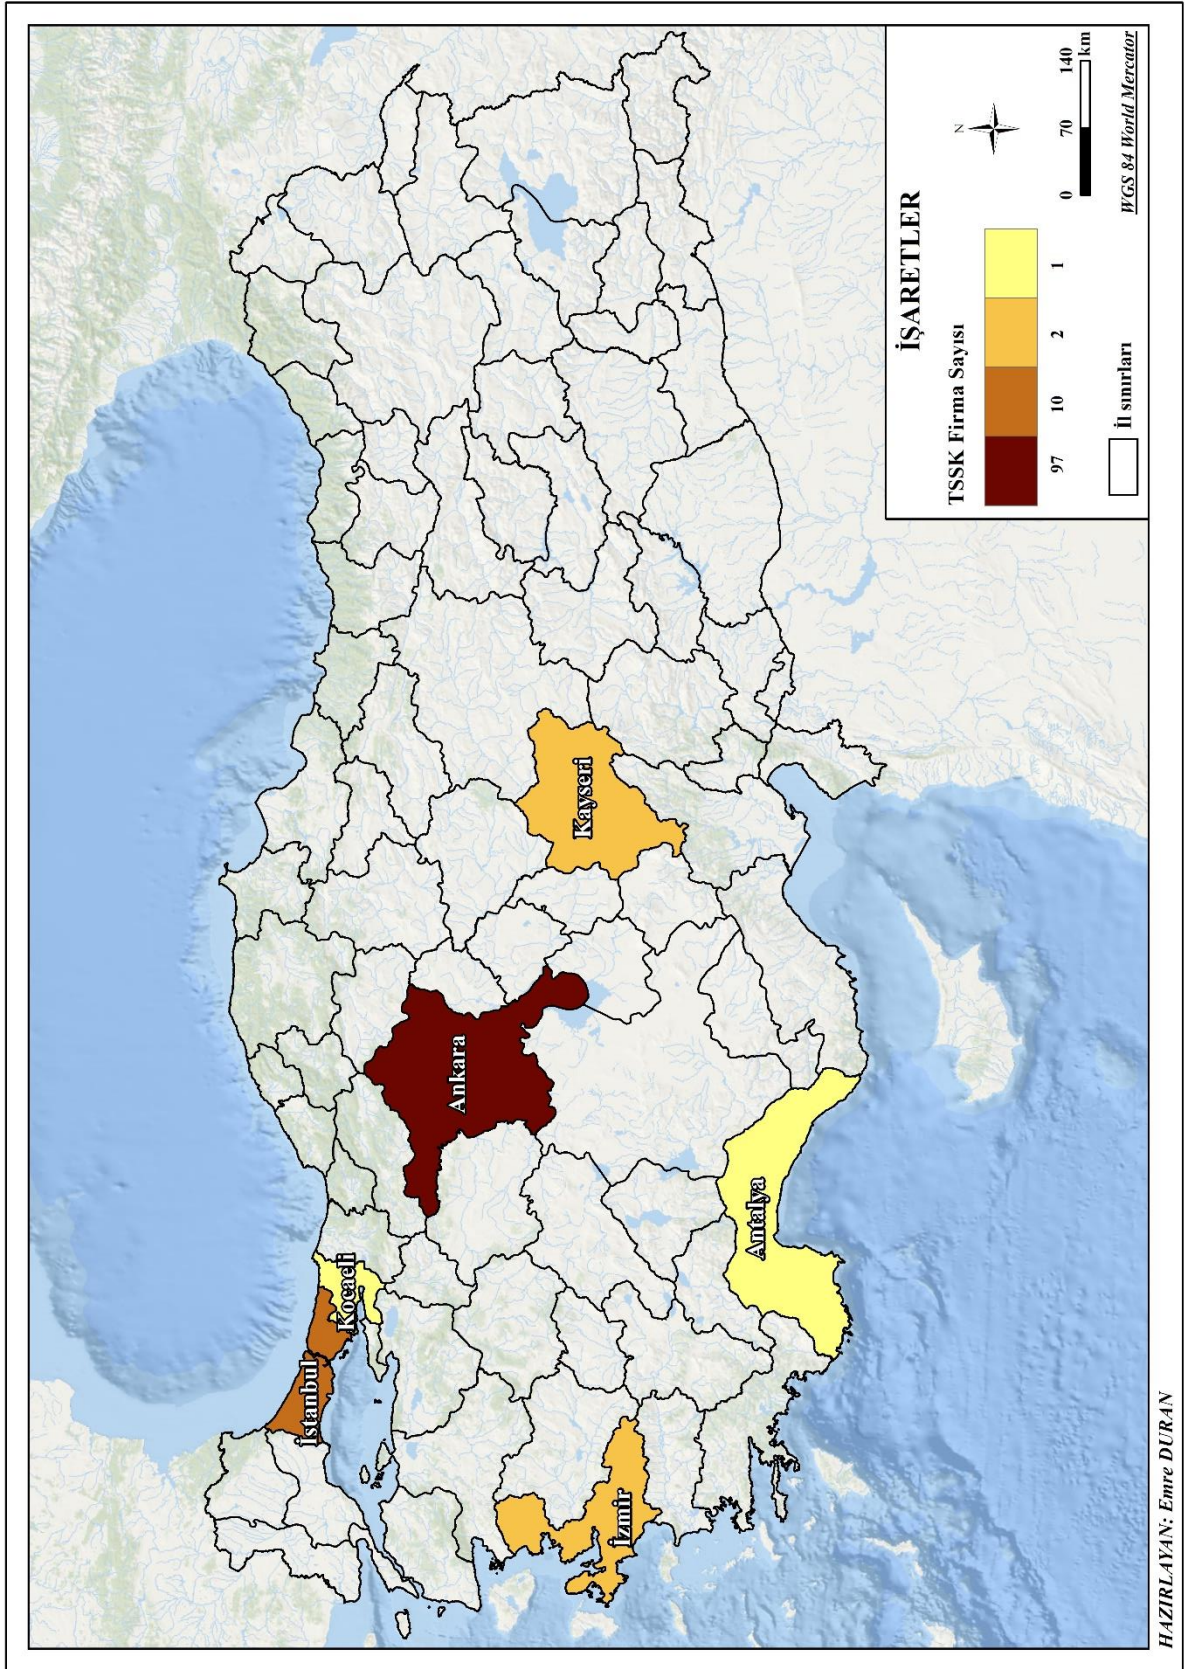 İstanbul
Kocaeli
Ankara
Kayseri
İzmir
Antalya
İŞARETLER
TSSK Firma Sayısı
97 10 2 1
İl sınırları
N
0 70 140
km
WGS 84 World Mercator
HAZIRLAYAN: Emre DURAN